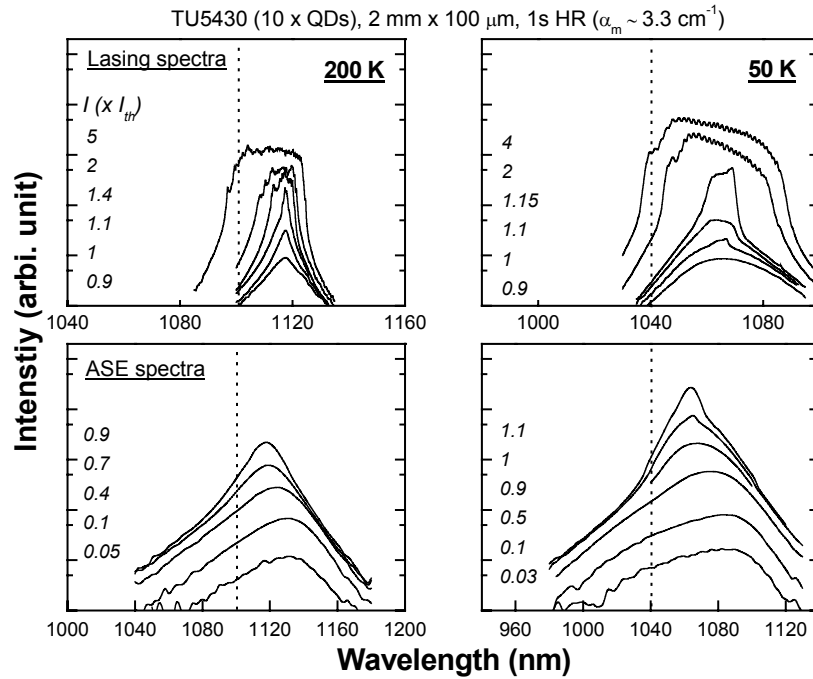 TU5430 (10 x QDs), 2 mm x 100 μm, 1s HR (α_m ~ 3.3 cm⁻¹)
Lasing spectra
200 K
I (x I_th)
5
2
1.4
1.1
1
0.9
1040 1080 1120 1160
50 K
4
2
1.15
1.1
1
0.9
1000 1040 1080
Intenstiy (arbi. unit)
ASE spectra
0.9
0.7
0.4
0.1
0.05
1000 1040 1080 1120 1160 1200
1.1
1
0.9
0.5
0.1
0.03
960 1000 1040 1080 1120
Wavelength (nm)